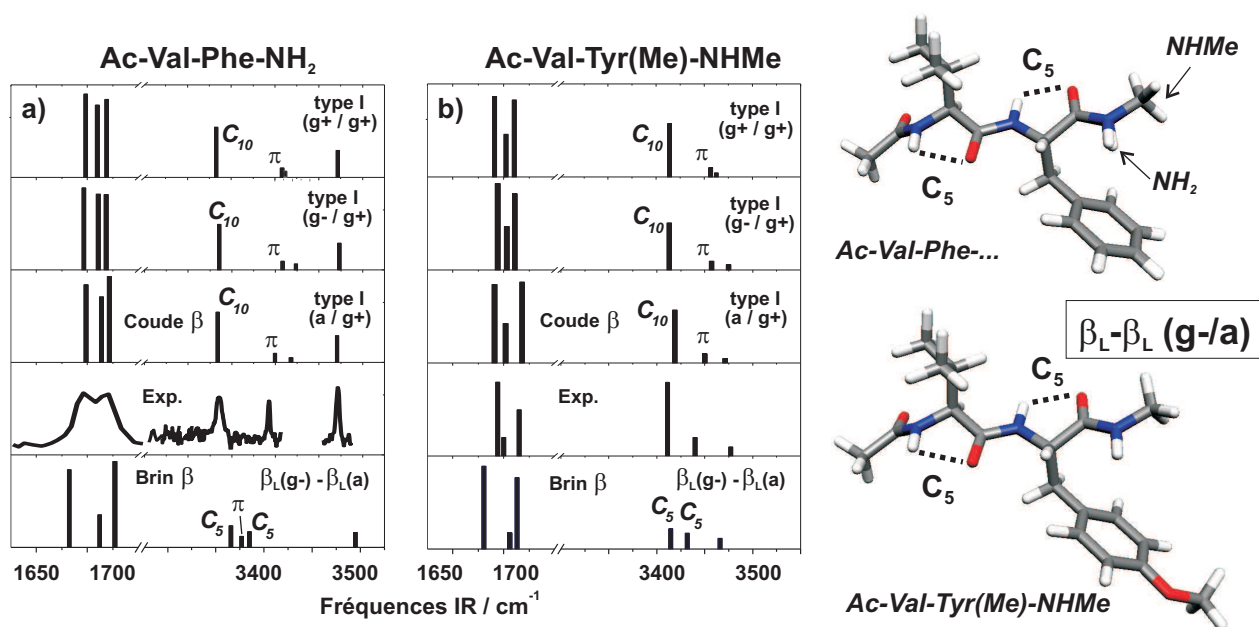 Ac-Val-Phe-NH2
Ac-Val-Tyr(Me)-NHMe
a)
type I
(g+ / g+)
C10
π
type I
(g- / g+)
C10
π
type I
(a / g+)
C10
π
Coude β
Exp.
Brin β
βL(g-) -βL(a)
C5
π
C5
1650
1700
3400
3500
b)
type I
(g+ / g+)
C10
π
type I
(g- / g+)
C10
π
type I
(a / g+)
C10
π
Coude β
Exp.
Brin β
βL(g-) -βL(a)
C5
C5
1650
1700
3400
3500
Fréquences IR / cm-1
NHMe
C5
C5
NH2
Ac-Val-Phe-...
βL-βL (g-/a)
C5
C5
Ac-Val-Tyr(Me)-NHMe